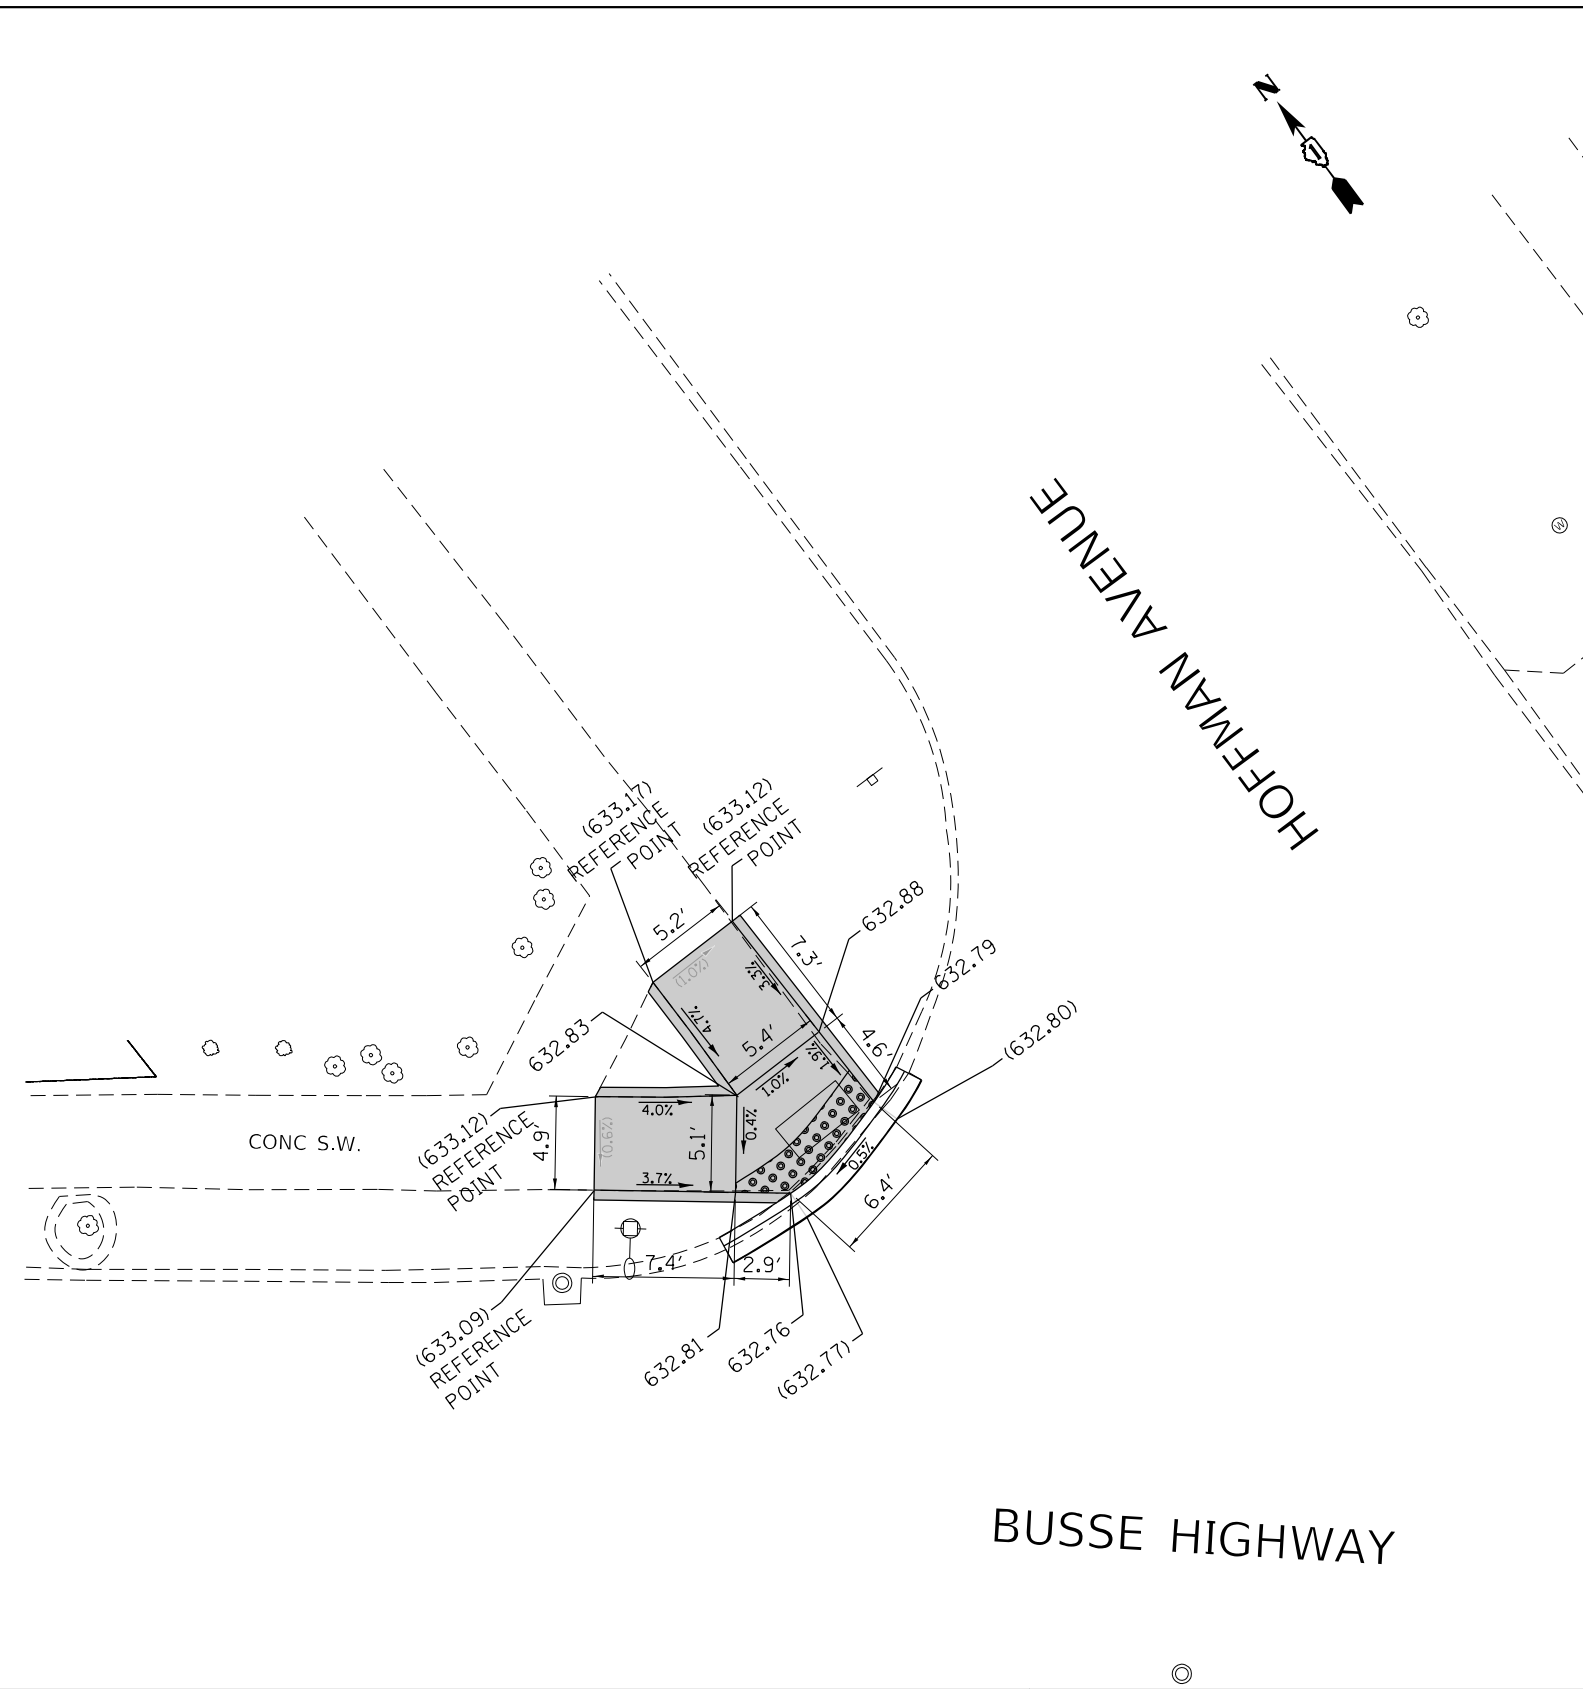 N
HOFFMAN AVENUE
(633.17)
REFERENCE
POINT
(633.12)
REFERENCE
POINT
632.88
5.2'
7.3'
632.79
(1.0%)
3.3%
4.7%
(632.80)
632.83
5.4'
4.6'
1.9%
1.0%
4.0%
0.4%
(633.12)
REFERENCE
POINT
CONC S.W.
4.9'
(0.6%)
5.1'
0.5%
3.7%
6.4'
7.4'
2.9'
(633.09)
REFERENCE
POINT
632.81
632.76
(632.77)
BUSSE HIGHWAY
W